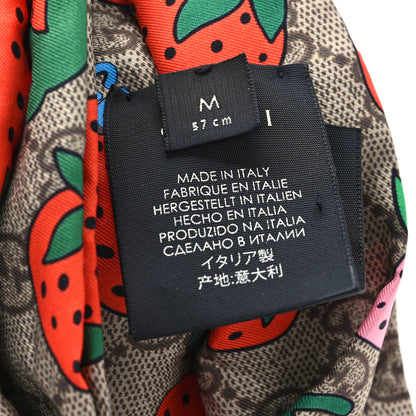 M
57 cm
MADE IN ITALY
FABRIQUE EN ITALIE
HERGESTELLT IN ITALIEN
HECHO EN ITALIA
PRODUZIDO NA ITALIA
СДЕЛАНО В ИТАЛИИ
イタリア製
产地:意大利